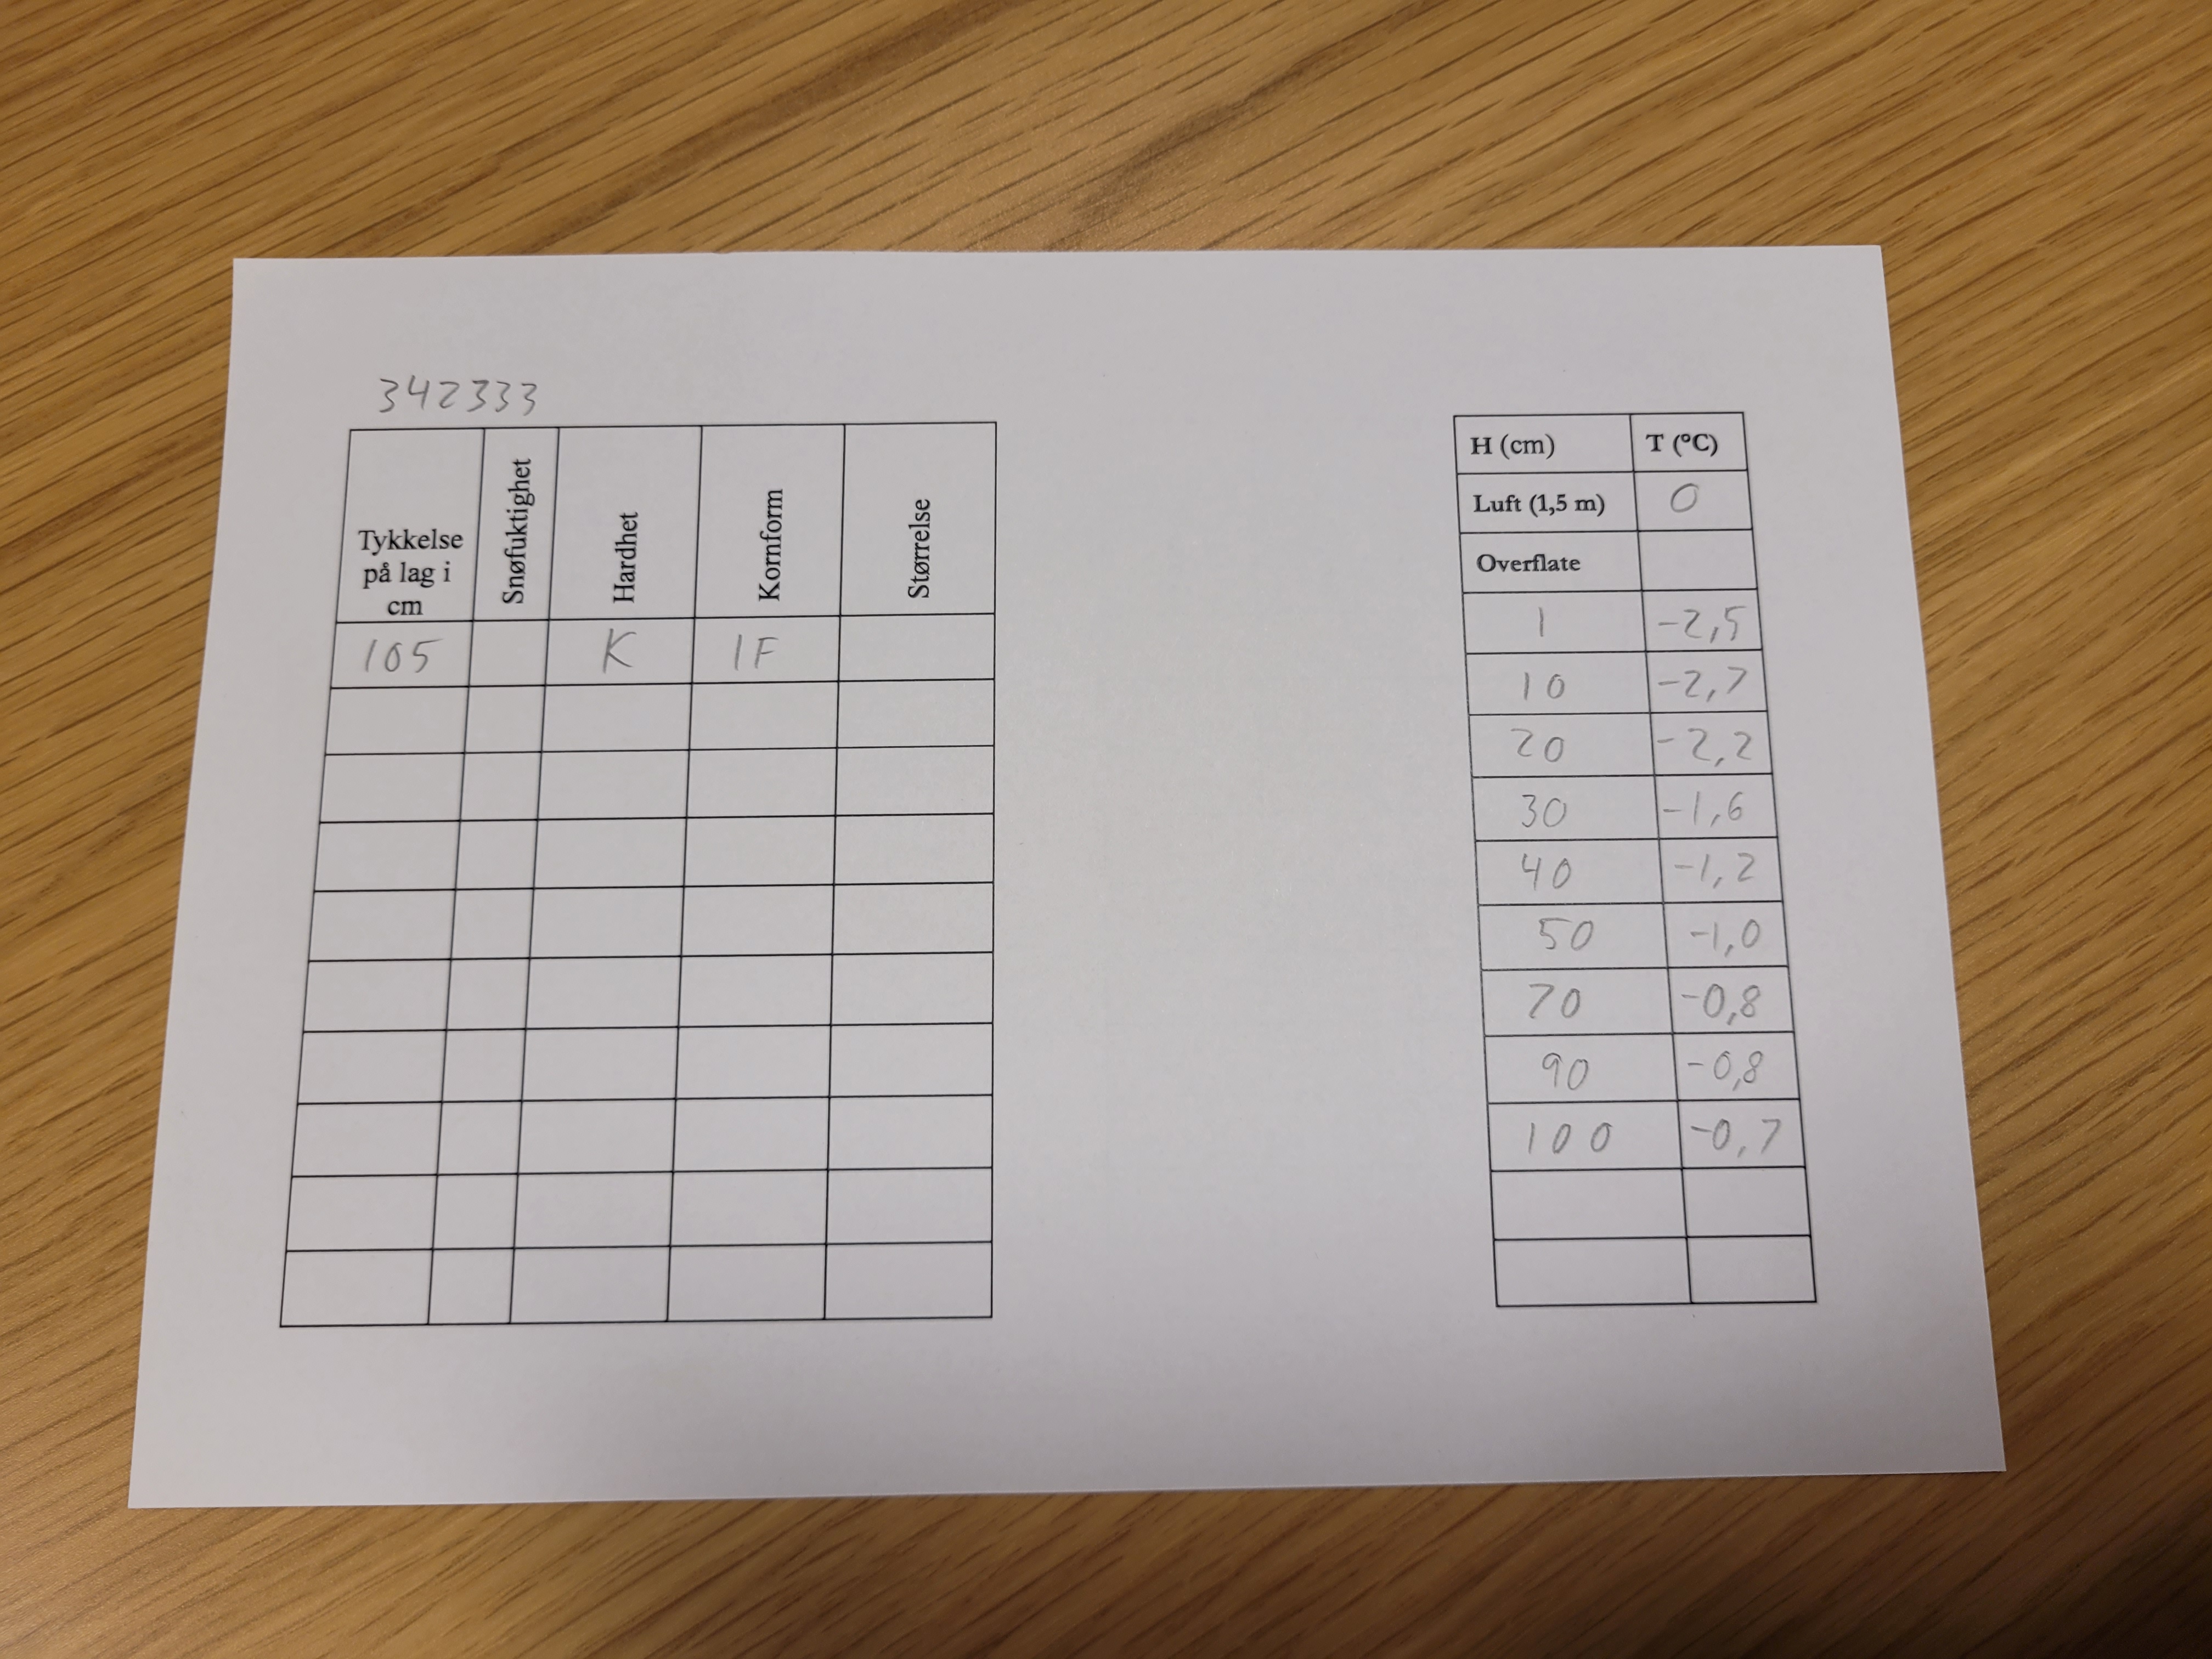 342333
Tykkelse på lag i cm Snøfuktighet Hardhet Kornform Størrelse
105 K IF
H (cm) T (°C)
Luft (1,5 m) 0
Overflate
1 -2,5
10 -2,7
20 -2,2
30 -1,6
40 -1,2
50 -1,0
70 -0,8
90 -0,8
100 -0,7